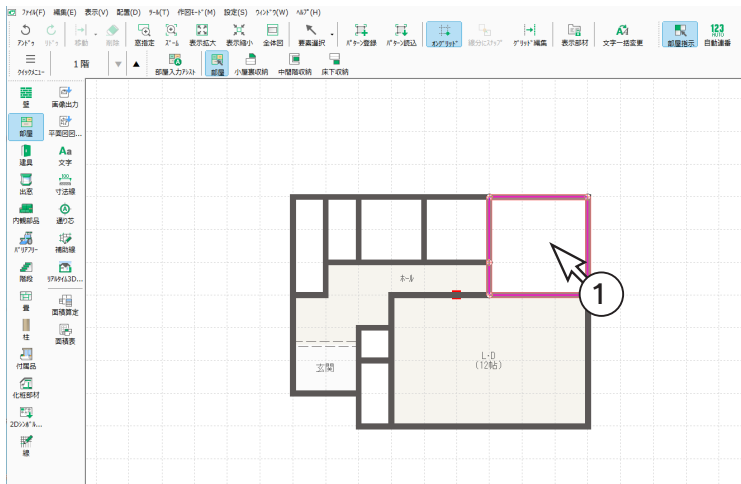 ファイル(F) 編集(E) 表示(V) 配置(D) ツール(T) 作図モード(M) 設定(S) ウィンドウ(W) ヘルプ(H)
アンドゥ リドゥ 移動 削除 窓指定 ズーム 表示拡大 表示縮小 全体図 要素選択 パターン登録 パターン読込 オングリッド 線分にスナップ グリッド編集 表示部材 文字一括変更 部屋指示 自動連番
123
AUTO
クイックメニュー 1階 部屋入力アシスト 部屋 小屋裏収納 中間階収納 床下収納
壁 画像出力
部屋 平面図図...
建具 文字
Aa
出窓 寸法線
100
内観部品 通り芯
バリアフリー 補助線
階段 リアルタイム3D...
畳 面積算定
柱 面積表
付属品
化粧部材
2Dシンボル...
線
ホール
玄関
L・D
(12帖)
1